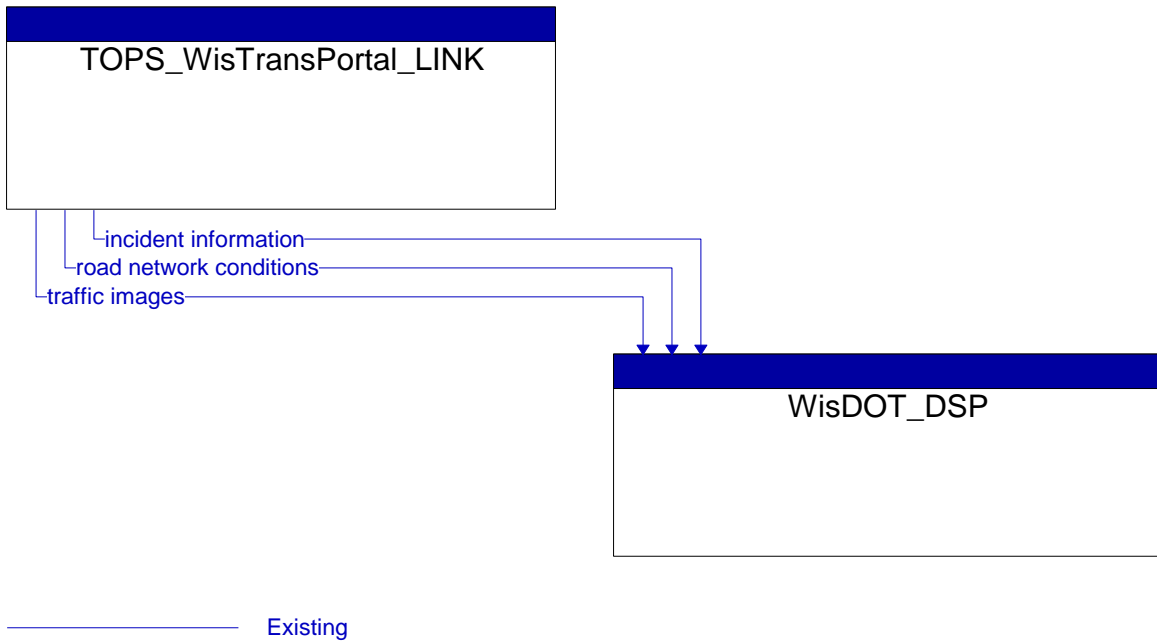 TOPS_WisTransPortal_LINK
incident information
road network conditions
traffic images
WisDOT_DSP
Existing